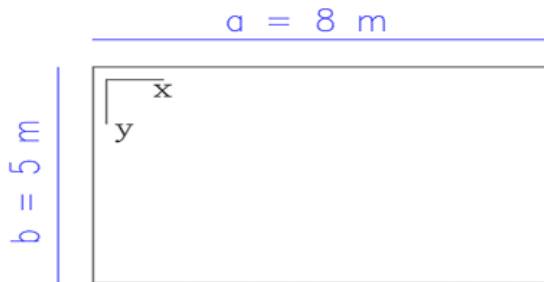 a = 8 m
x
y
b = 5 m